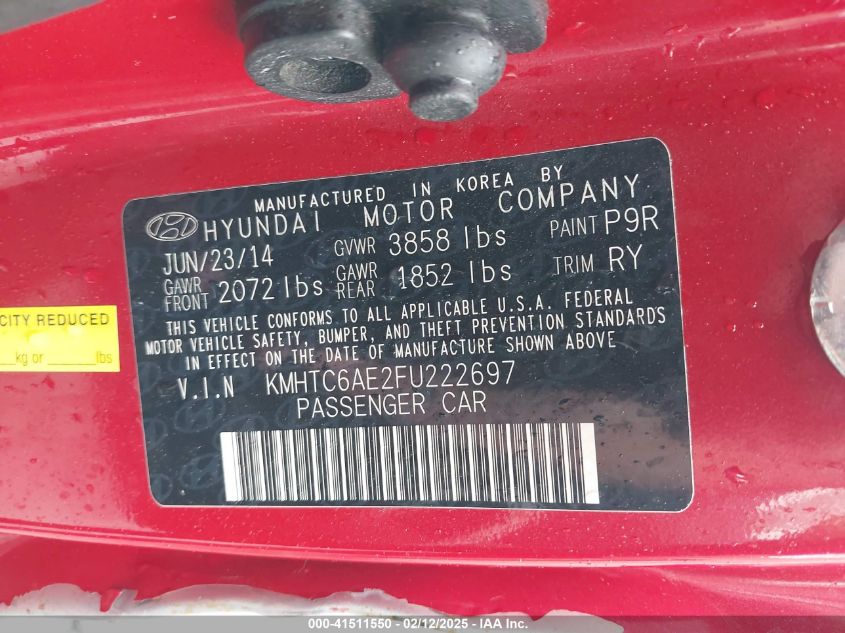 MANUFACTURED IN KOREA BY
HYUNDAI MOTOR COMPANY
JUN/23/14 GVWR 3858 lbs PAINT P9R
GAWR FRONT 2072 lbs GAWR REAR 1852 lbs TRIM RY
THIS VEHICLE CONFORMS TO ALL APPLICABLE U.S.A. FEDERAL
MOTOR VEHICLE SAFETY, BUMPER, AND THEFT PREVENTION STANDARDS
IN EFFECT ON THE DATE OF MANUFACTURE SHOWN ABOVE
V.I.N KMHTC6AE2FU222697
PASSENGER CAR
CITY REDUCED
kg or lbs
000-41511550 - 02/12/2025 - IAA Inc.